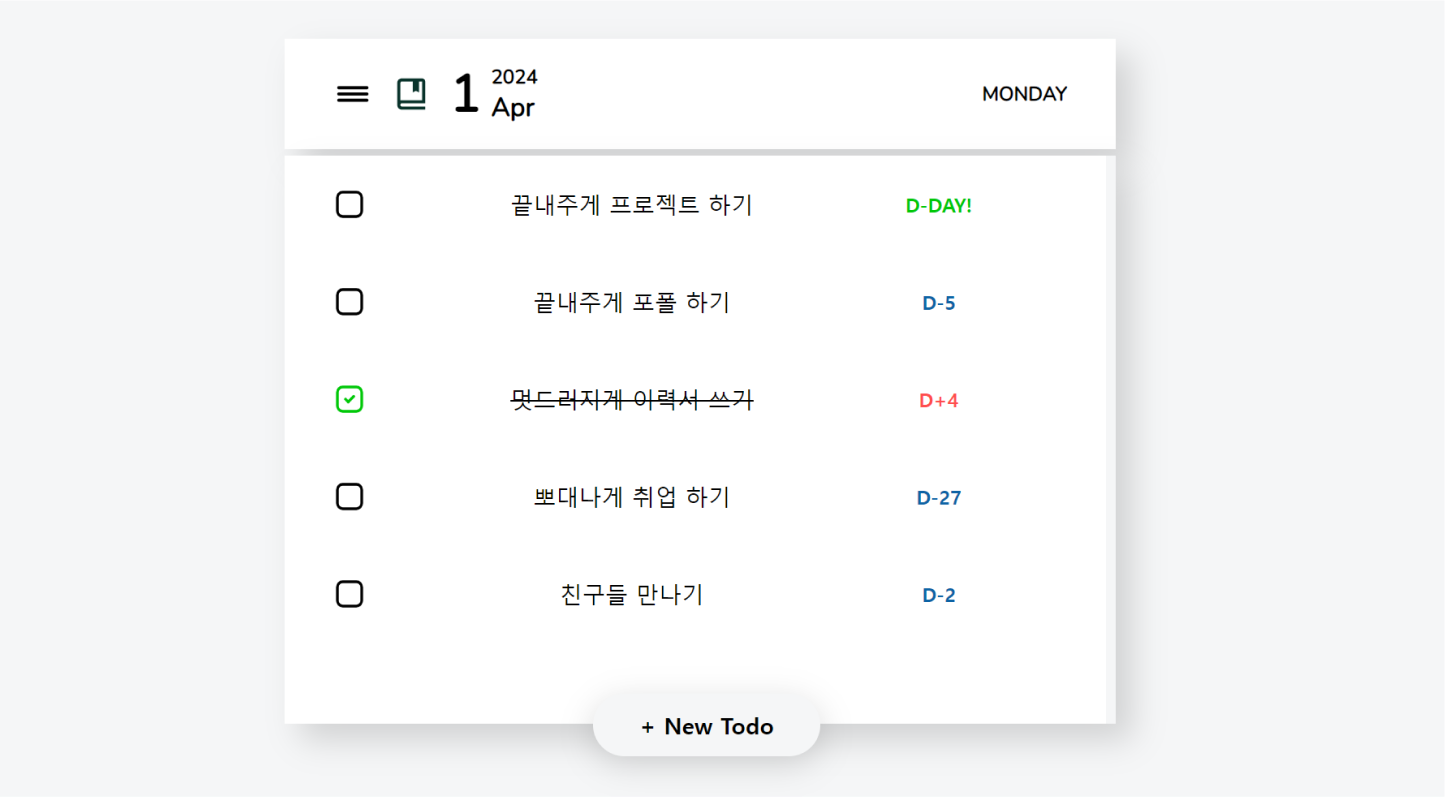 1 2024
Apr
MONDAY
끝내주게 프로젝트 하기 D-DAY!
끝내주게 포폴 하기 D-5
멋드러지게 이력서 쓰기 D+4
뽀대나게 취업 하기 D-27
친구들 만나기 D-2
+ New Todo